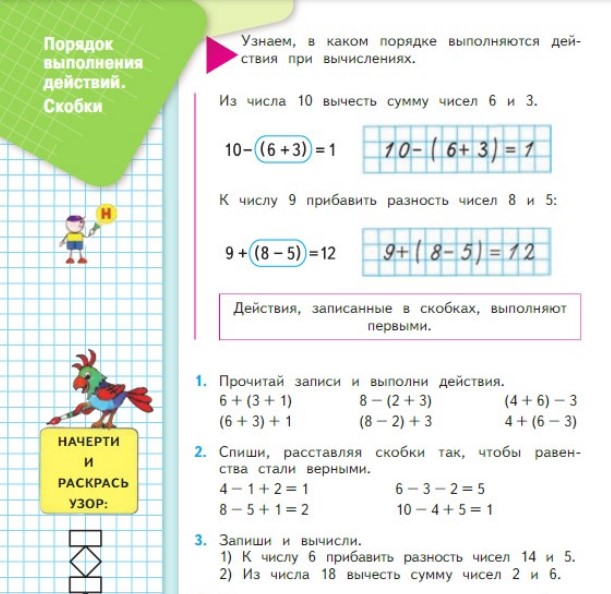 Порядок
выполнения
действий.
Скобки
Узнаем, в каком порядке выполняются дей-
ствия при вычислениях.
Из числа 10 вычесть сумму чисел 6 и 3.
10−(6+3)=1
10-(6+3)=1
К числу 9 прибавить разность чисел 8 и 5:
9+(8−5)=12
9+(8-5)=12
Действия, записанные в скобках, выполняют
первыми.
Н
НАЧЕРТИ
И
РАСКРАСЬ
УЗОР:
1. Прочитай записи и выполни действия.
6 + (3 + 1) 8 − (2 + 3) (4 + 6) − 3
(6 + 3) + 1 (8 − 2) + 3 4 + (6 − 3)
2. Спиши, расставляя скобки так, чтобы равен-
ства стали верными.
4 − 1 + 2 = 1 6 − 3 − 2 = 5
8 − 5 + 1 = 2 10 − 4 + 5 = 1
3. Запиши и вычисли.
1) К числу 6 прибавить разность чисел 14 и 5.
2) Из числа 18 вычесть сумму чисел 2 и 6.